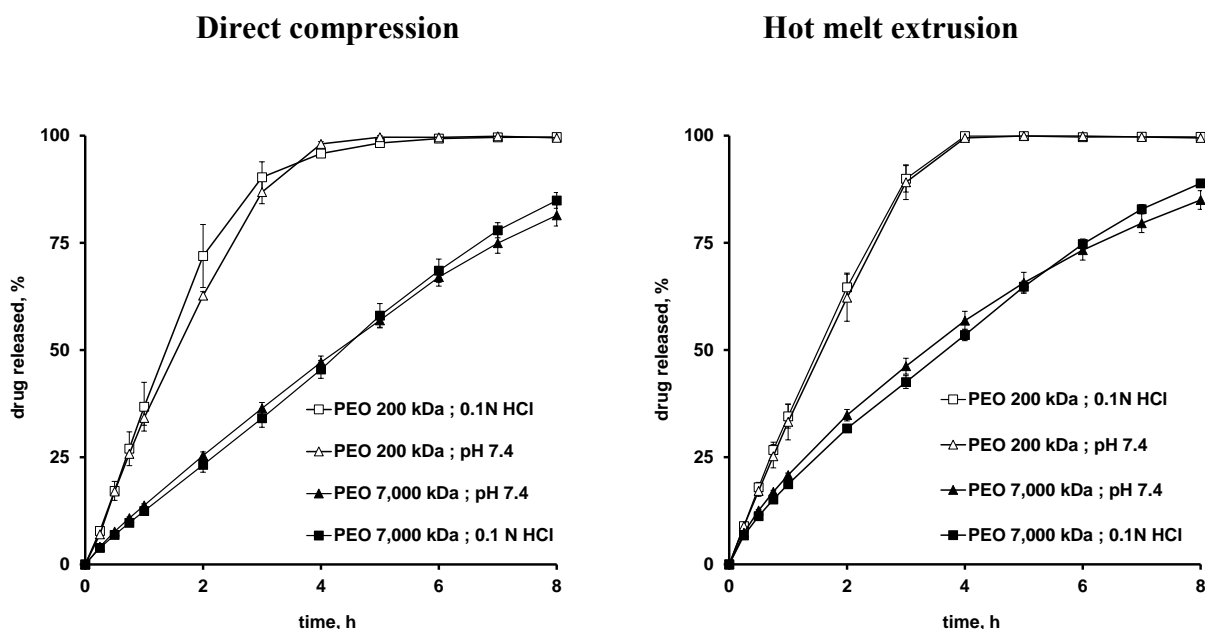 Direct compression
100
75
50
25
0
drug released, %
0 2 4 6 8
time, h
PEO 200 kDa ; 0.1N HCl
PEO 200 kDa ; pH 7.4
PEO 7,000 kDa ; pH 7.4
PEO 7,000 kDa ; 0.1 N HCl
Hot melt extrusion
100
75
50
25
0
drug released, %
0 2 4 6 8
time, h
PEO 200 kDa ; 0.1N HCl
PEO 200 kDa ; pH 7.4
PEO 7,000 kDa ; pH 7.4
PEO 7,000 kDa ; 0.1N HCl